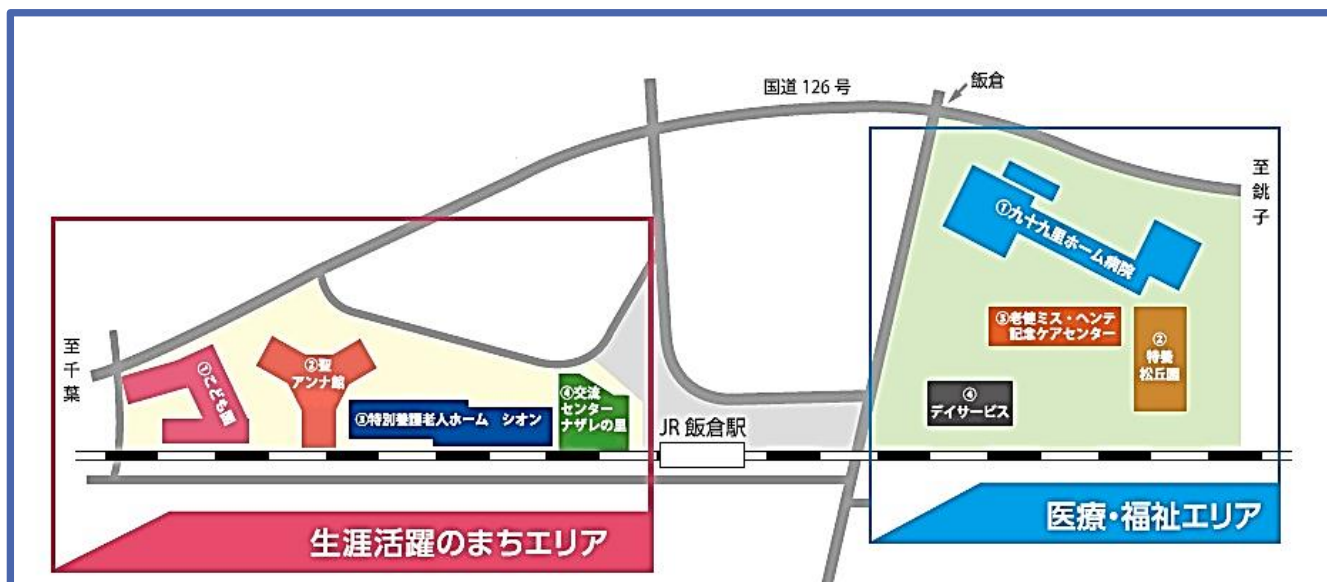 国道 126 号
飯倉
至銚子
①九十九里ホーム病院
③老健ミス・ヘンテ
記念ケアセンター
②
特養
松丘園
④
デイサービス
至千葉
①こども園
②聖
アンナ館
③特別養護老人ホーム シオン
④交流
センター
ナザレの里
JR 飯倉駅
生涯活躍のまちエリア
医療・福祉エリア